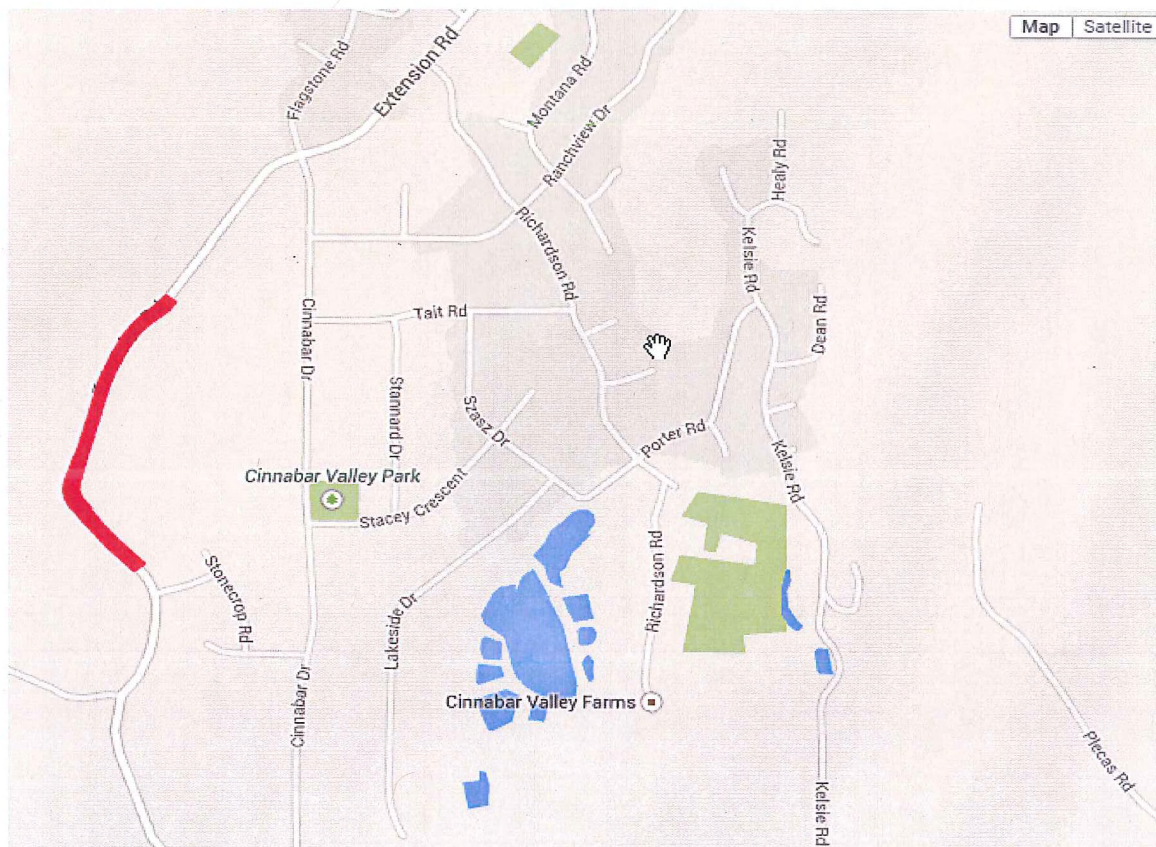 Map
Satellite
Flagstone Rd
Extension Rd
Montana Rd
Ranchview Dr
Healy Rd
Richardson Rd
Kelsie Rd
Dean Rd
Cinnabar Dr
Tait Rd
Stannard Dr
Szasz Dr
Porter Rd
Kelsie Rd
Cinnabar Valley Park
Stacey Crescent
Stonecrop Rd
Lakeside Dr
Richardson Rd
Cinnabar Dr
Cinnabar Valley Farms
Plecas Rd
Kelsie Rd